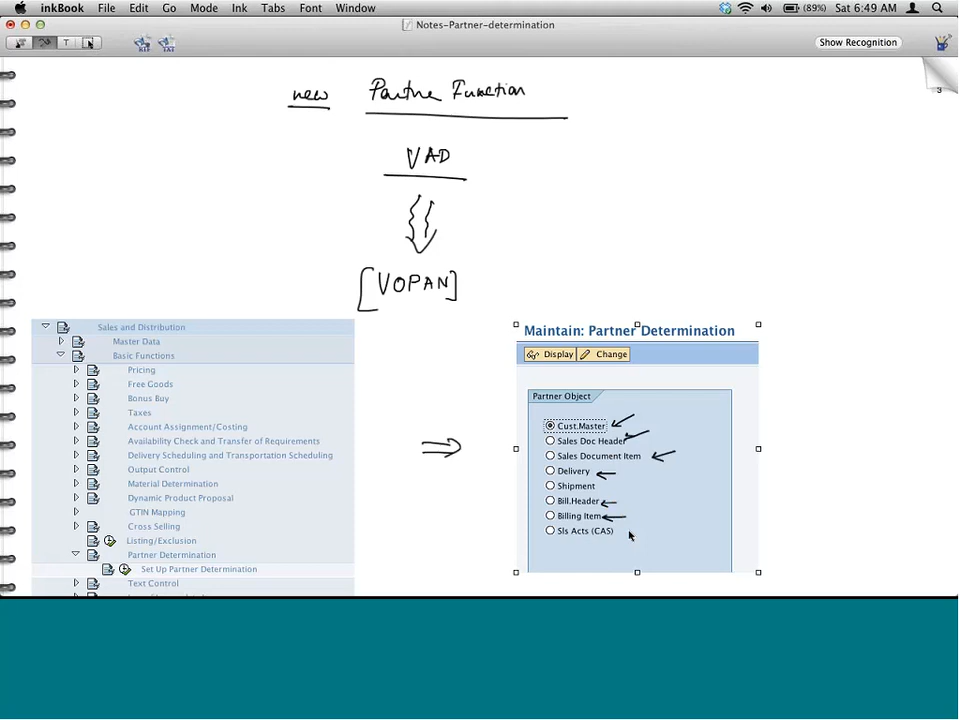 inkBook File Edit Go Mode Ink Tabs Font Window (89%) Sat 6:49 AM
Notes-Partner-determination
T Show Recognition
3
new Partner Function
VAD
[VOPAN]
Sales and Distribution
Master Data
Basic Functions
Pricing
Free Goods
Bonus Buy
Taxes
Account Assignment/Costing
Availability Check and Transfer of Requirements
Delivery Scheduling and Transportation Scheduling
Output Control
Material Determination
Dynamic Product Proposal
GTIN Mapping
Cross Selling
Listing/Exclusion
Partner Determination
Set Up Partner Determination
Text Control
Maintain: Partner Determination
Display Change
Partner Object
Cust.Master
Sales Doc Header
Sales Document Item
Delivery
Shipment
Bill.Header
Billing Item
Sls Acts (CAS)